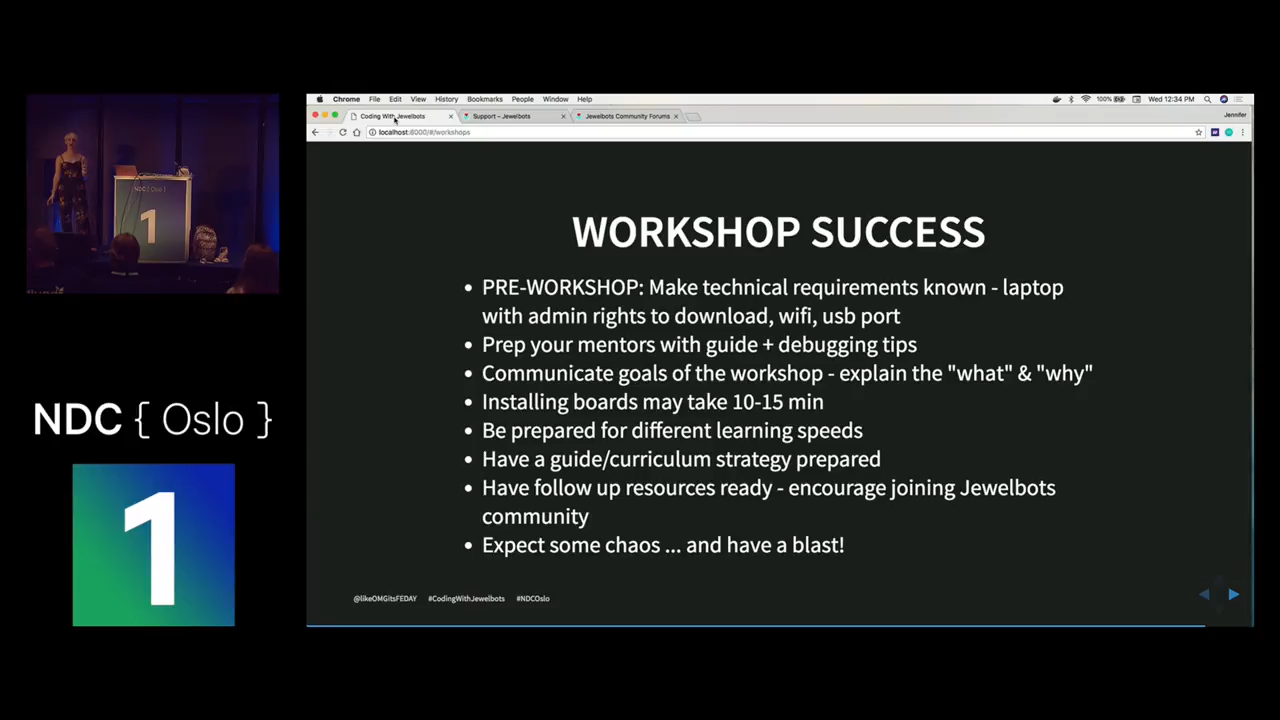 Chrome File Edit View History Bookmarks People Window Help
100% Wed 12:34 PM
Coding With Jewelbots
Support – Jewelbots
Jewelbots Community Forums
Jennifer
localhost:8000/#/workshops
NDC { Oslo }
1
WORKSHOP SUCCESS
• PRE-WORKSHOP: Make technical requirements known - laptop
with admin rights to download, wifi, usb port
• Prep your mentors with guide + debugging tips
• Communicate goals of the workshop - explain the "what" & "why"
• Installing boards may take 10-15 min
• Be prepared for different learning speeds
• Have a guide/curriculum strategy prepared
• Have follow up resources ready - encourage joining Jewelbots
community
• Expect some chaos ... and have a blast!
@likeOMGitsFEDAY #CodingWithJewelbots #NDCOslo
NDC { Oslo }
1